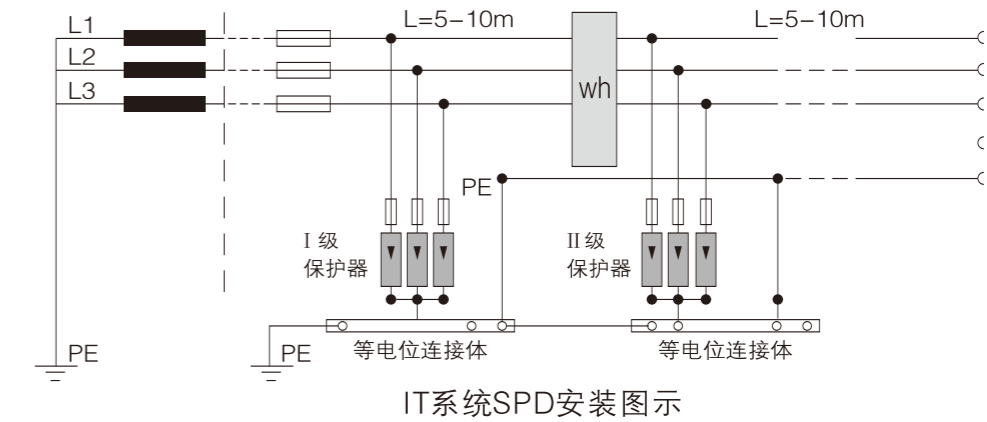 L1
L=5-10m
L=5-10m
L2
L3
wh
PE
I 级
保护器
II 级
保护器
PE
PE
等电位连接体
等电位连接体
IT系统SPD安装图示